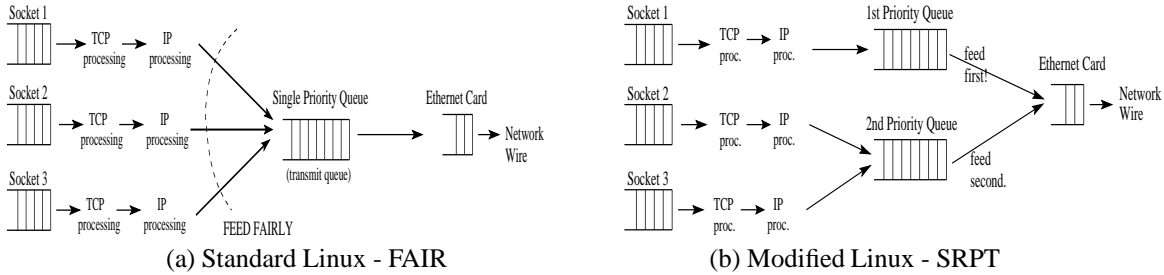 Socket 1
TCP
processing
IP
processing
Socket 2
TCP
processing
IP
processing
Socket 3
TCP
processing
IP
processing
FEED FAIRLY
Single Priority Queue
(transmit queue)
Ethernet Card
Network
Wire
(a) Standard Linux - FAIR
Socket 1
TCP
proc.
IP
proc.
Socket 2
TCP
proc.
IP
proc.
Socket 3
TCP
proc.
IP
proc.
1st Priority Queue
feed
first!
2nd Priority Queue
feed
second.
Ethernet Card
Network
Wire
(b) Modified Linux - SRPT